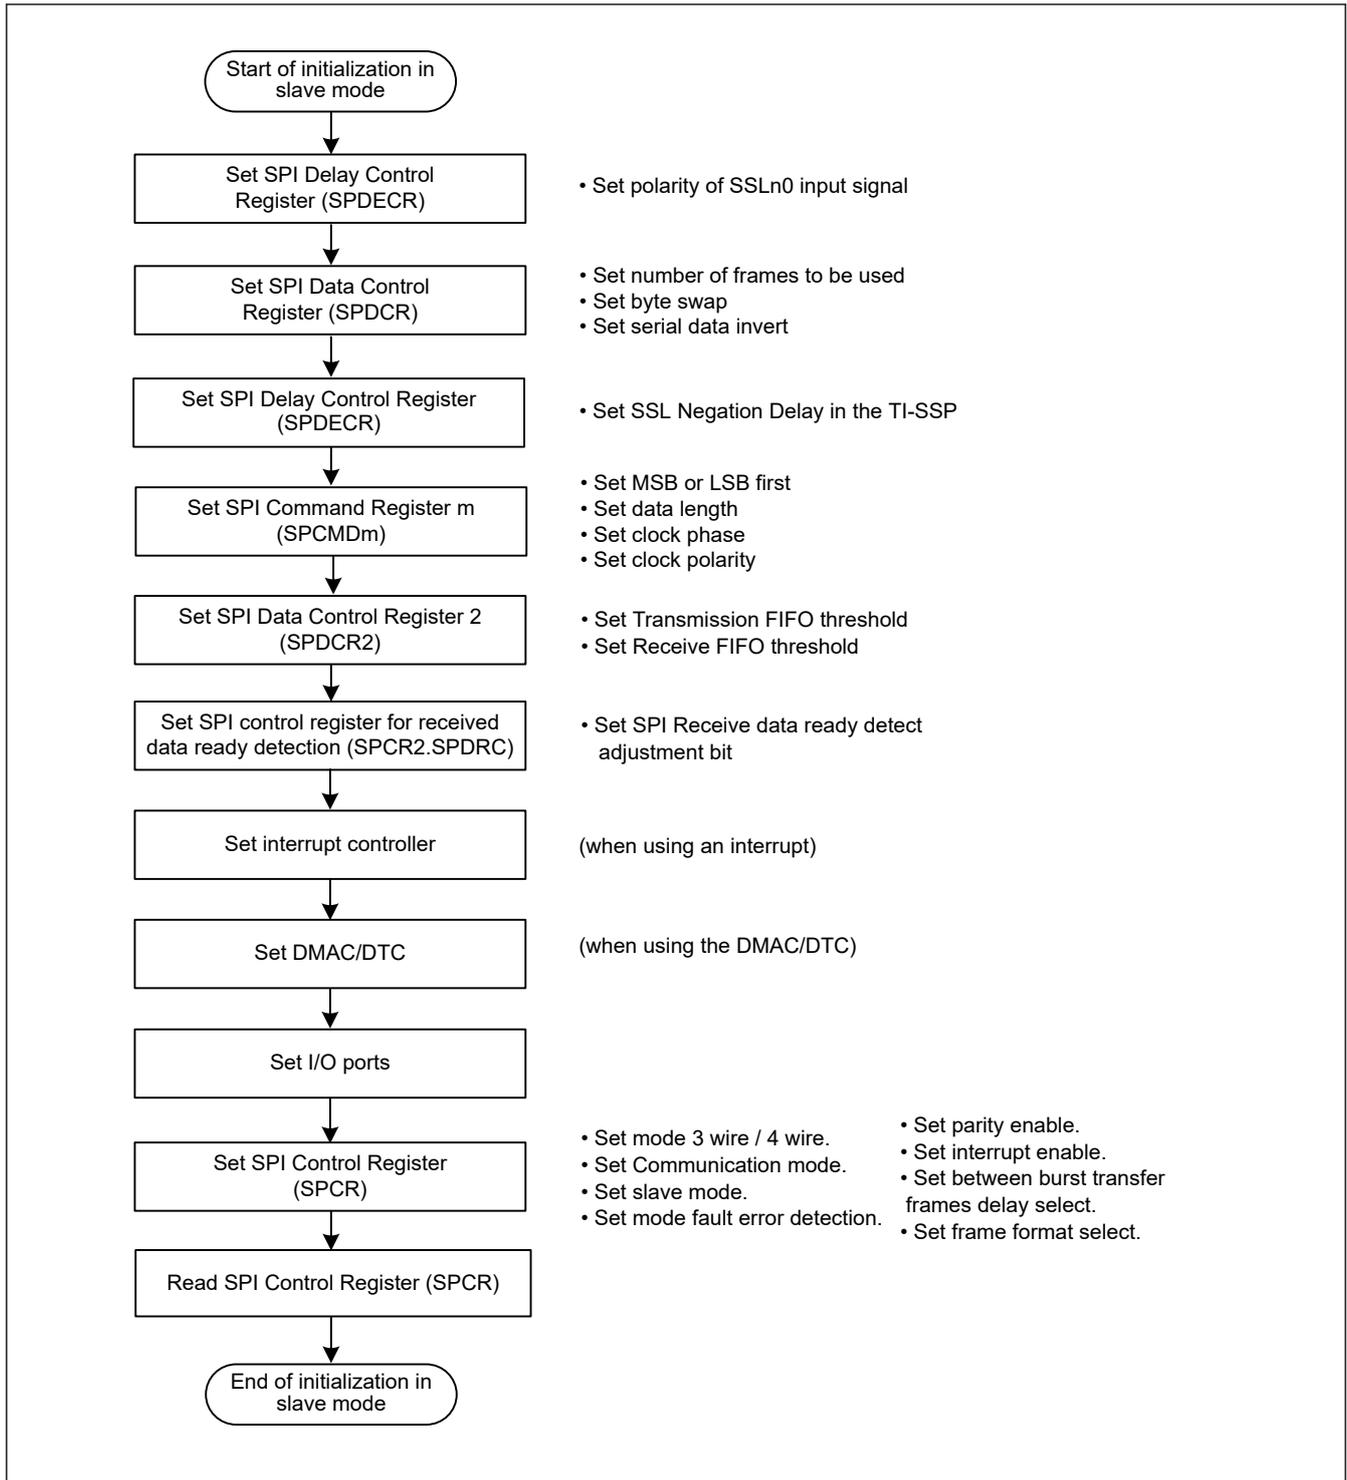 Start of initialization in
slave mode
Set SPI Delay Control
Register (SPDECR)
• Set polarity of SSLn0 input signal
Set SPI Data Control
Register (SPDCR)
• Set number of frames to be used
• Set byte swap
• Set serial data invert
Set SPI Delay Control Register
(SPDECR)
• Set SSL Negation Delay in the TI-SSP
Set SPI Command Register m
(SPCMDm)
• Set MSB or LSB first
• Set data length
• Set clock phase
• Set clock polarity
Set SPI Data Control Register 2
(SPDCR2)
• Set Transmission FIFO threshold
• Set Receive FIFO threshold
Set SPI control register for received
data ready detection (SPCR2.SPDRC)
• Set SPI Receive data ready detect
adjustment bit
Set interrupt controller
(when using an interrupt)
Set DMAC/DTC
(when using the DMAC/DTC)
Set I/O ports
Set SPI Control Register
(SPCR)
• Set mode 3 wire / 4 wire.
• Set Communication mode.
• Set slave mode.
• Set mode fault error detection.
• Set parity enable.
• Set interrupt enable.
• Set between burst transfer
frames delay select.
• Set frame format select.
Read SPI Control Register (SPCR)
End of initialization in
slave mode